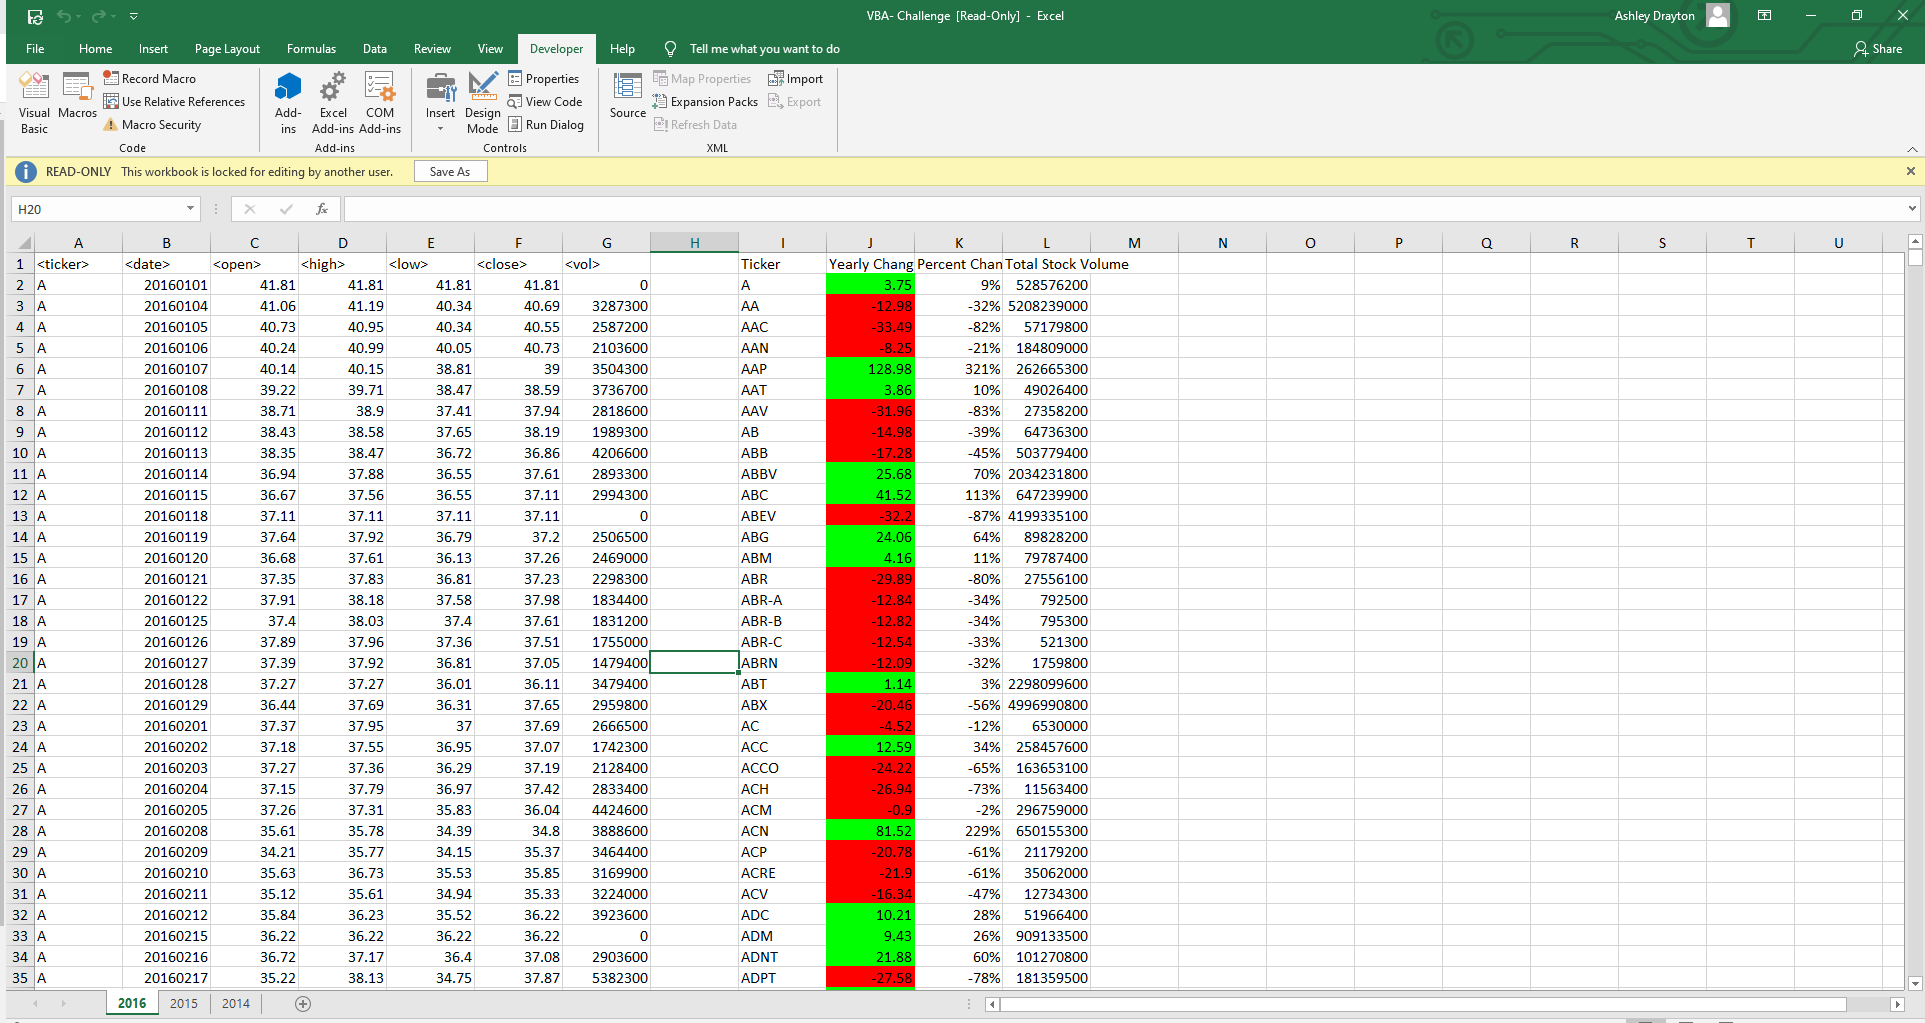 VBA- Challenge [Read-Only] - Excel
Ashley Drayton
File Home Insert Page Layout Formulas Data Review View Developer Help Tell me what you want to do
Share
Visual Basic
Macros
Record Macro
Use Relative References
Macro Security
Code
Add-ins
Excel Add-ins
COM Add-ins
Add-ins
Insert
Design Mode
Properties
View Code
Run Dialog
Controls
Source
Map Properties
Expansion Packs
Refresh Data
Import
Export
XML
READ-ONLY This workbook is locked for editing by another user. Save As
H20 fx
A B C D E F G H I J K L M N O P Q R S T U
1 <ticker> <date> <open> <high> <low> <close> <vol> Ticker Yearly Chang Percent Chan Total Stock Volume
2 A 20160101 41.81 41.81 41.81 41.81 0 A 3.75 9% 528576200
3 A 20160104 41.06 41.19 40.34 40.69 3287300 AA -12.98 -32% 5208239000
4 A 20160105 40.73 40.95 40.34 40.55 2587200 AAC -33.49 -82% 57179800
5 A 20160106 40.24 40.99 40.05 40.73 2103600 AAN -8.25 -21% 184809000
6 A 20160107 40.14 40.15 38.81 39 3504300 AAP 128.98 321% 262665300
7 A 20160108 39.22 39.71 38.47 38.59 3736700 AAT 3.86 10% 49026400
8 A 20160111 38.71 38.9 37.41 37.94 2818600 AAV -31.96 -83% 27358200
9 A 20160112 38.43 38.58 37.65 38.19 1989300 AB -14.98 -39% 64736300
10 A 20160113 38.35 38.47 36.72 36.86 4206600 ABB -17.28 -45% 503779400
11 A 20160114 36.94 37.88 36.55 37.61 2893300 ABBV 25.68 70% 2034231800
12 A 20160115 36.67 37.56 36.55 37.11 2994300 ABC 41.52 113% 647239900
13 A 20160118 37.11 37.11 37.11 37.11 0 ABEV -32.2 -87% 4199335100
14 A 20160119 37.64 37.92 36.79 37.2 2506500 ABG 24.06 64% 89828200
15 A 20160120 36.68 37.61 36.13 37.26 2469000 ABM 4.16 11% 79787400
16 A 20160121 37.35 37.83 36.81 37.23 2298300 ABR -29.89 -80% 27556100
17 A 20160122 37.91 38.18 37.58 37.98 1834400 ABR-A -12.84 -34% 792500
18 A 20160125 37.4 38.03 37.4 37.61 1831200 ABR-B -12.82 -34% 795300
19 A 20160126 37.89 37.96 37.36 37.51 1755000 ABR-C -12.54 -33% 521300
20 A 20160127 37.39 37.92 36.81 37.05 1479400 ABRN -12.09 -32% 1759800
21 A 20160128 37.27 37.27 36.01 36.11 3479400 ABT 1.14 3% 2298099600
22 A 20160129 36.44 37.69 36.31 37.65 2959800 ABX -20.46 -56% 4996990800
23 A 20160201 37.37 37.95 37 37.69 2666500 AC -4.52 -12% 6530000
24 A 20160202 37.18 37.55 36.95 37.07 1742300 ACC 12.59 34% 258457600
25 A 20160203 37.27 37.36 36.29 37.19 2128400 ACCO -24.22 -65% 163653100
26 A 20160204 37.15 37.79 36.97 37.42 2833400 ACH -26.94 -73% 11563400
27 A 20160205 37.26 37.31 35.83 36.04 4424600 ACM -0.9 -2% 296759000
28 A 20160208 35.61 35.78 34.39 34.8 3888600 ACN 81.52 229% 650155300
29 A 20160209 34.21 35.77 34.15 35.37 3464400 ACP -20.78 -61% 21179200
30 A 20160210 35.63 36.73 35.53 35.85 3169900 ACRE -21.9 -61% 35062000
31 A 20160211 35.12 35.61 34.94 35.33 3224000 ACV -16.34 -47% 12734300
32 A 20160212 35.84 36.23 35.52 36.22 3923600 ADC 10.21 28% 51966400
33 A 20160215 36.22 36.22 36.22 36.22 0 ADM 9.43 26% 909133500
34 A 20160216 36.72 37.17 36.4 37.08 2903600 ADNT 21.88 60% 101270800
35 A 20160217 35.22 38.13 34.75 37.87 5382300 ADPT -27.58 -78% 181359500
2016 2015 2014